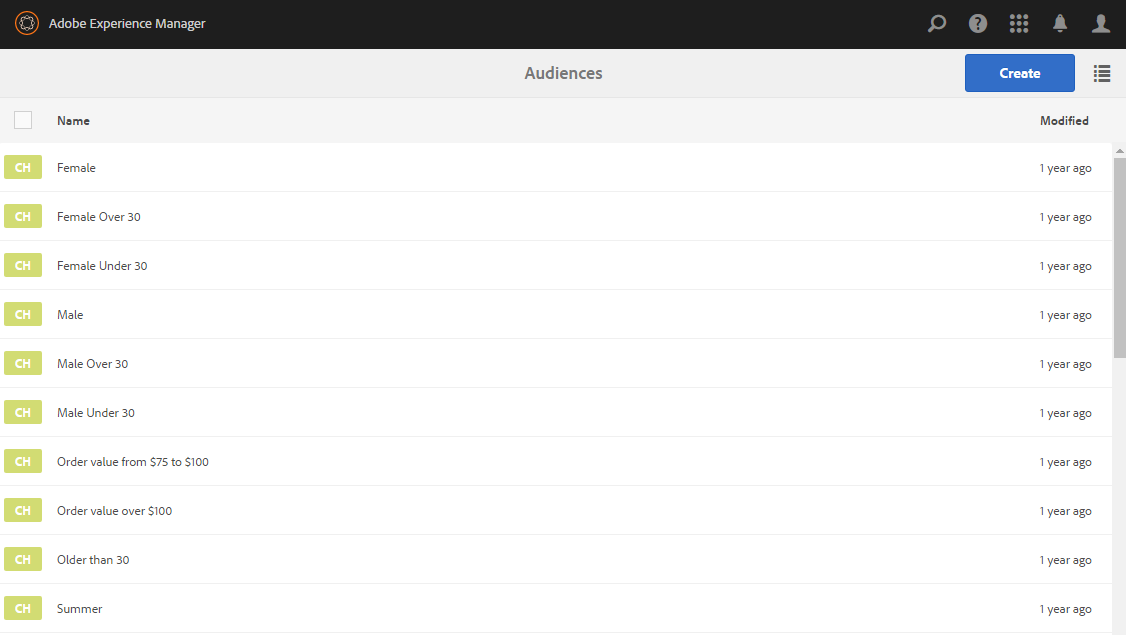 Adobe Experience Manager
Audiences
Create
Name Modified
CH Female 1 year ago
CH Female Over 30 1 year ago
CH Female Under 30 1 year ago
CH Male 1 year ago
CH Male Over 30 1 year ago
CH Male Under 30 1 year ago
CH Order value from $75 to $100 1 year ago
CH Order value over $100 1 year ago
CH Older than 30 1 year ago
CH Summer 1 year ago